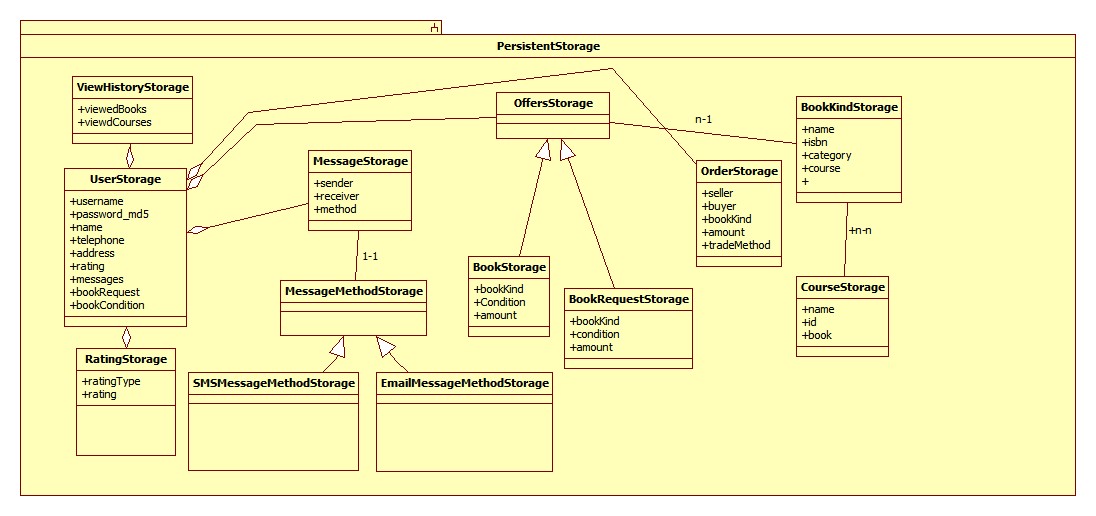 PersistentStorage
ViewHistoryStorage
+viewedBooks
+viewdCourses
UserStorage
+username
+password_md5
+name
+telephone
+address
+rating
+messages
+bookRequest
+bookCondition
RatingStorage
+ratingType
+rating
MessageStorage
+sender
+receiver
+method
1-1
MessageMethodStorage
SMSMessageMethodStorage
EmailMessageMethodStorage
OffersStorage
n-1
BookStorage
+bookKind
+Condition
+amount
BookRequestStorage
+bookKind
+condition
+amount
OrderStorage
+seller
+buyer
+bookKind
+amount
+tradeMethod
BookKindStorage
+name
+isbn
+category
+course
+
+n-n
CourseStorage
+name
+id
+book